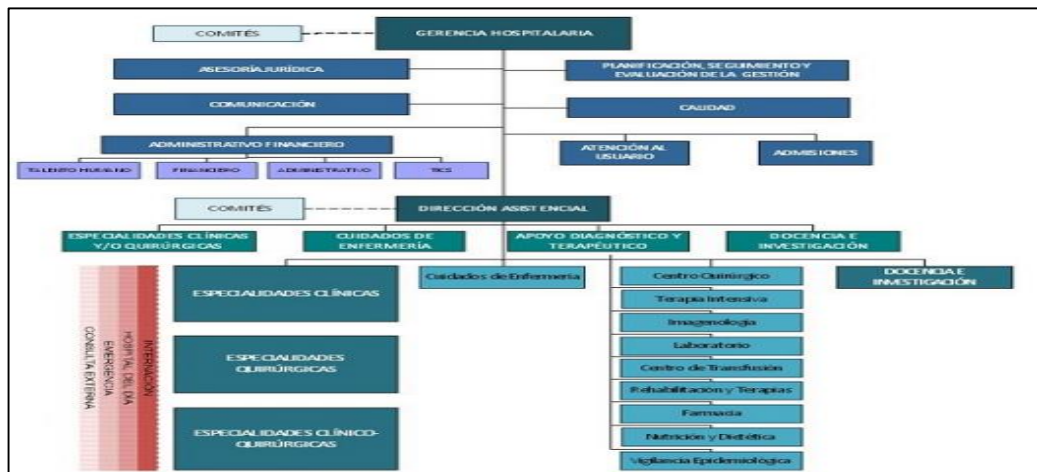 COMITÉS
GERENCIA HOSPITALARIA
ASESORÍA JURÍDICA
PLANIFICACIÓN, SEGUIMIENTO Y
EVALUACIÓN DE LA GESTIÓN
COMUNICACIÓN
CALIDAD
ADMINISTRATIVO FINANCIERO
ATENCIÓN AL
USUARIO
ADMISIONES
TALENTO HUMANO
FINANCIERO
ADMINISTRATIVO
TICS
COMITÉS
DIRECCIÓN ASISTENCIAL
ESPECIALIDADES CLÍNICAS
Y/O QUIRÚRGICAS
CUIDADOS DE
ENFERMERÍA
APOYO DIAGNÓSTICO Y
TERAPÉUTICO
DOCENCIA E
INVESTIGACIÓN
INTERNACIÓN
HOSPITAL DEL DÍA
EMERGENCIA
CONSULTA EXTERNA
ESPECIALIDADES CLÍNICAS
ESPECIALIDADES
QUIRÚRGICAS
ESPECIALIDADES CLÍNICO-
QUIRÚRGICAS
Cuidados de Enfermería
Centro Quirúrgico
Terapia Intensiva
Imagenología
Laboratorio
Centro de Transfusión
Rehabilitación y Terapias
Farmacia
Nutrición y Dietética
Vigilancia Epidemiológica
DOCENCIA E
INVESTIGACIÓN